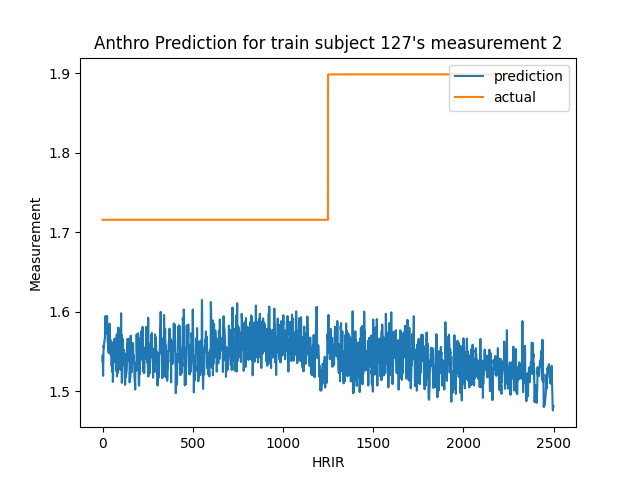 Anthro Prediction for train subject 127's measurement 2
prediction
actual
Measurement
1.9
1.8
1.7
1.6
1.5
0 500 1000 1500 2000 2500
HRIR